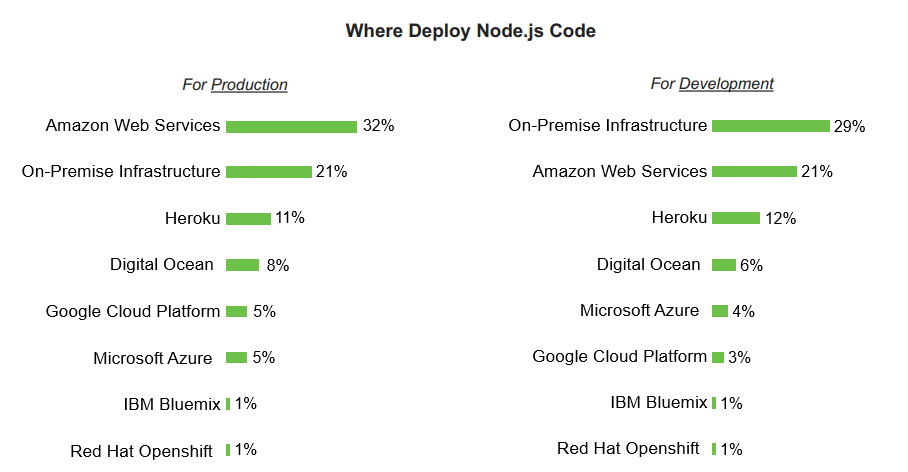 Where Deploy Node.js Code
For Production
Amazon Web Services 32%
On-Premise Infrastructure 21%
Heroku 11%
Digital Ocean 8%
Google Cloud Platform 5%
Microsoft Azure 5%
IBM Bluemix 1%
Red Hat Openshift 1%
For Development
On-Premise Infrastructure 29%
Amazon Web Services 21%
Heroku 12%
Digital Ocean 6%
Microsoft Azure 4%
Google Cloud Platform 3%
IBM Bluemix 1%
Red Hat Openshift 1%